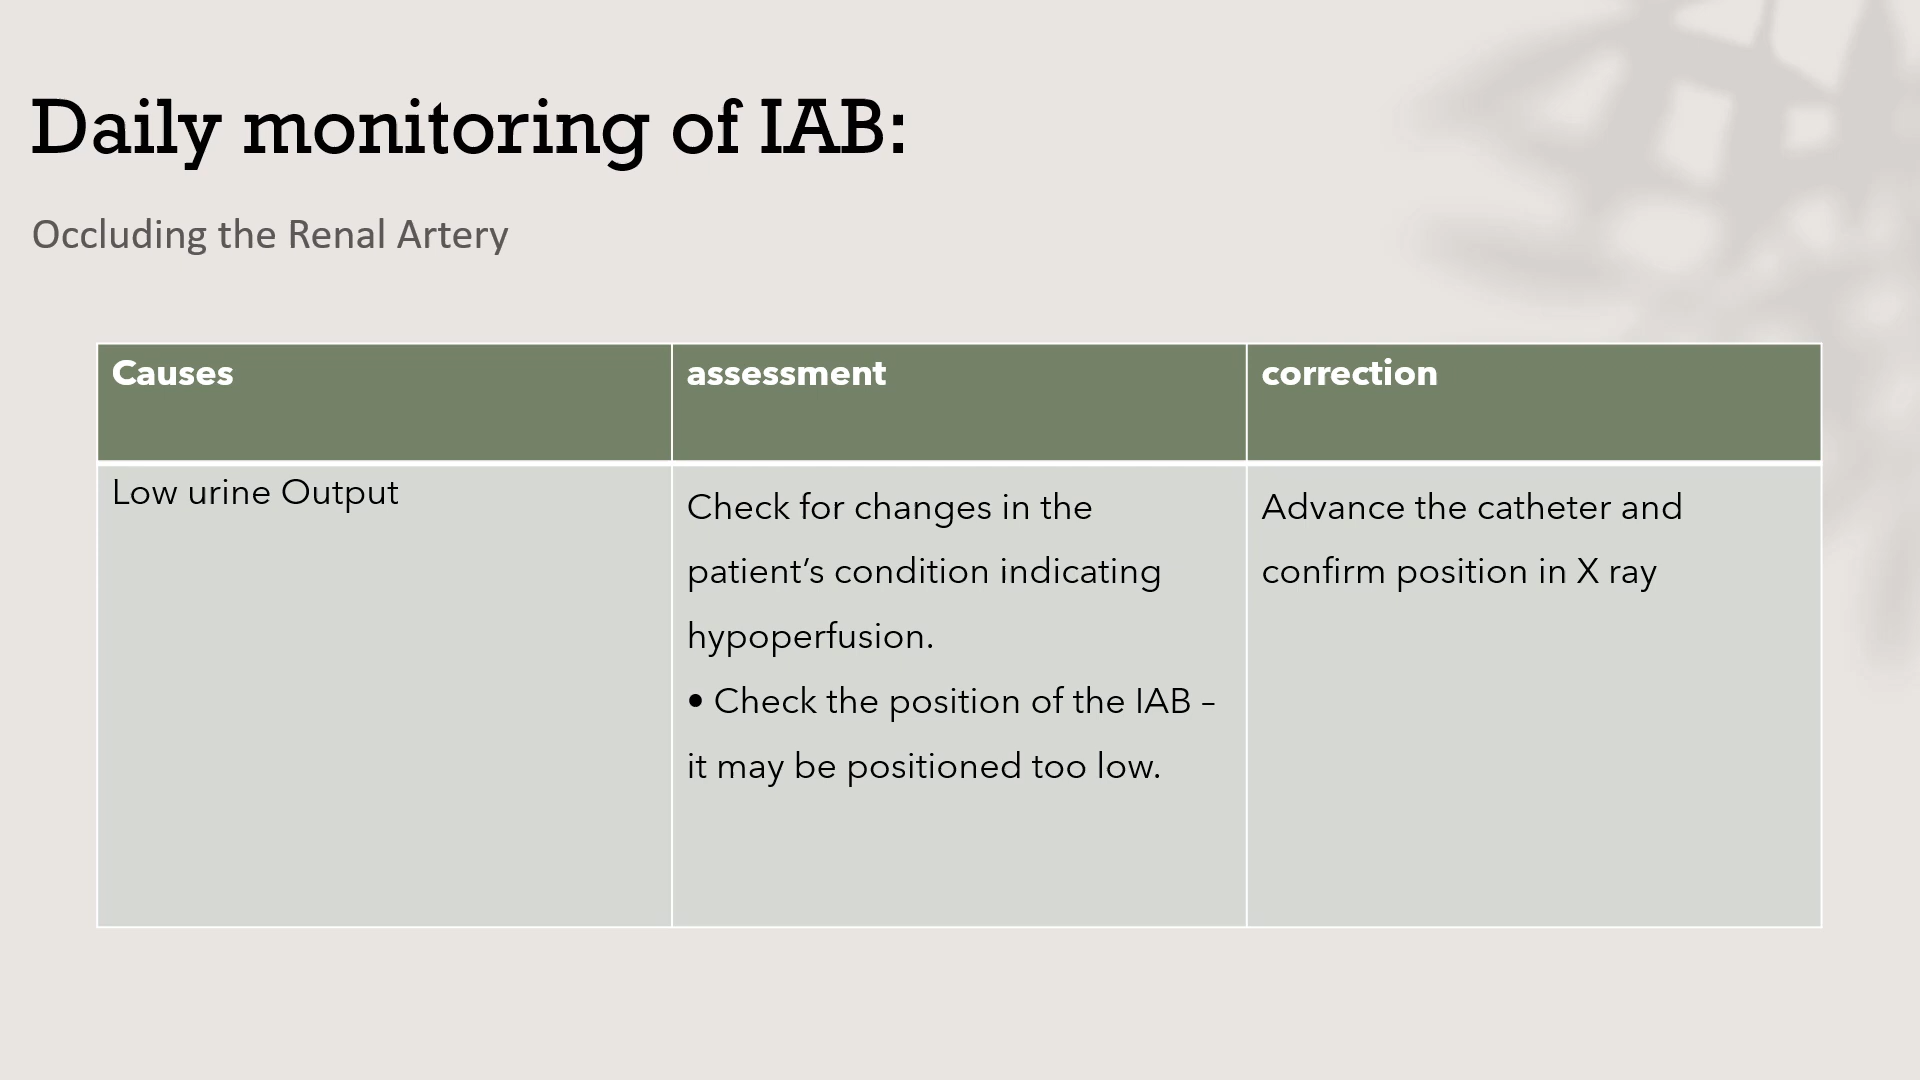 Daily monitoring of IAB:
Occluding the Renal Artery
Causes
assessment
correction
Low urine Output
Check for changes in the
patient’s condition indicating
hypoperfusion.
• Check the position of the IAB –
it may be positioned too low.
Advance the catheter and
confirm position in X ray